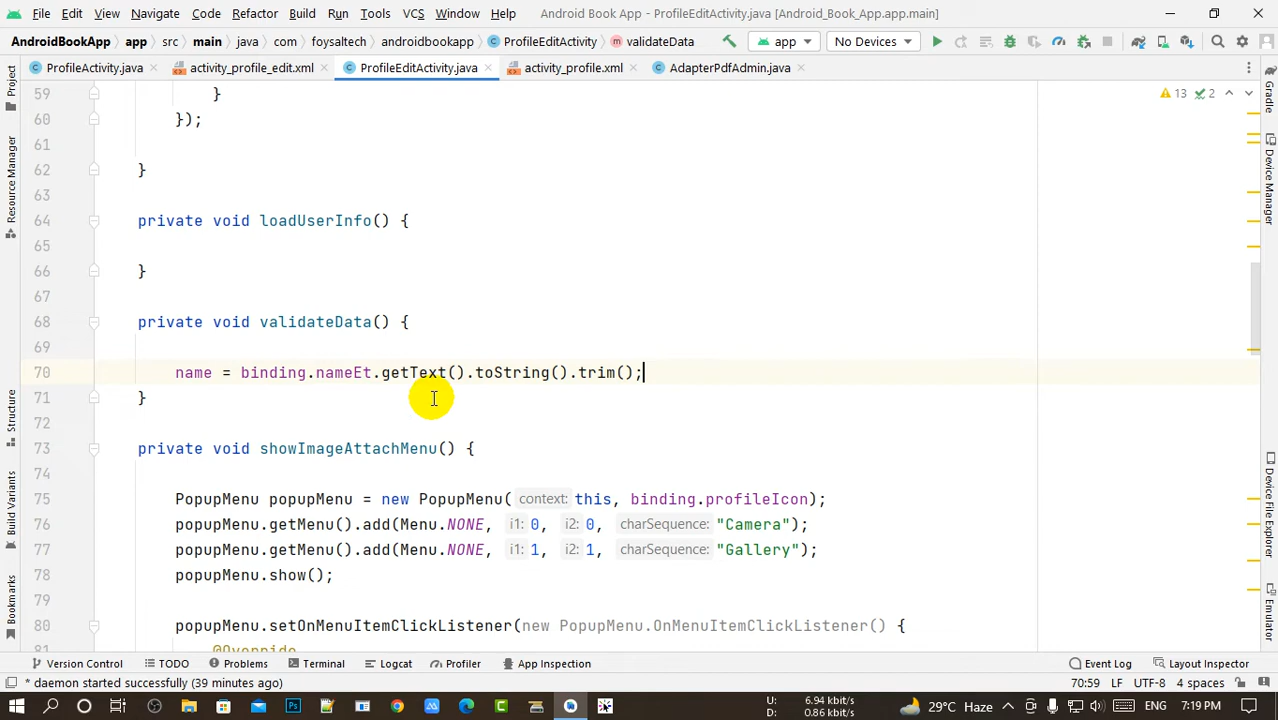 File Edit View Navigate Code Refactor Build Run Tools VCS Window Help Android Book App - ProfileEditActivity.java [Android_Book_App.app.main]
AndroidBookApp app src main java com foysaltech androidbookapp ProfileEditActivity validateData app No Devices
ProfileActivity.java activity_profile_edit.xml ProfileEditActivity.java activity_profile.xml AdapterPdfAdmin.java
13 2
59 }
60 });
61
62 }
63
64 private void loadUserInfo() {
65
66 }
67
68 private void validateData() {
69
70 name = binding.nameEt.getText().toString().trim();
71 }
72
73 private void showImageAttachMenu() {
74
75 PopupMenu popupMenu = new PopupMenu( context: this, binding.profileIcon);
76 popupMenu.getMenu().add(Menu.NONE, i1: 0, i2: 0, charSequence: "Camera");
77 popupMenu.getMenu().add(Menu.NONE, i1: 1, i2: 1, charSequence: "Gallery");
78 popupMenu.show();
79
80 popupMenu.setOnMenuItemClickListener(new PopupMenu.OnMenuItemClickListener() {
81 @Override
Project
Resource Manager
Structure
Build Variants
Bookmarks
Gradle
Device Manager
Device File Explorer
Emulator
Version Control TODO Problems Terminal Logcat Profiler App Inspection Event Log Layout Inspector
* daemon started successfully (39 minutes ago) 70:59 LF UTF-8 4 spaces
U: 6.94 kbit/s
D: 0.86 kbit/s
29°C Haze 7:19 PM